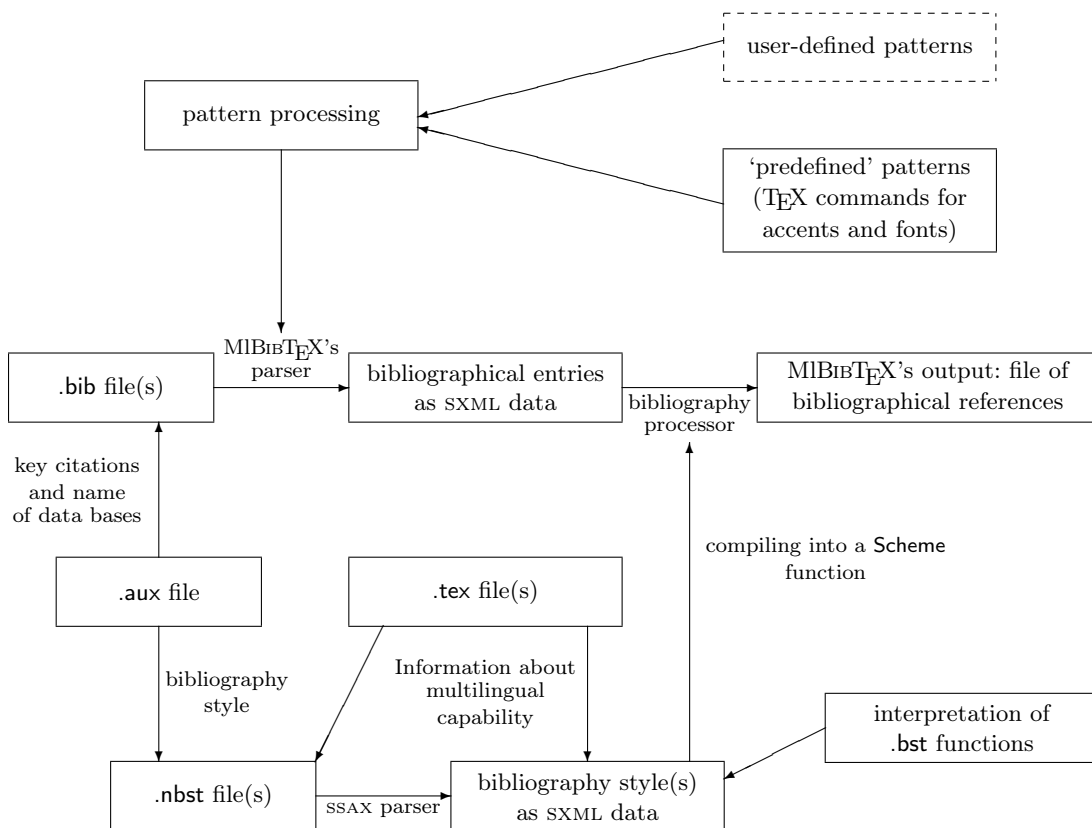 user-defined patterns
pattern processing
‘predefined’ patterns
(TEX commands for
accents and fonts)
MlBIBTEX’s
parser
.bib file(s)
bibliographical entries
as SXML data
bibliography
processor
MlBIBTEX’s output: file of
bibliographical references
key citations
and name
of data bases
compiling into a Scheme
function
.aux file
.tex file(s)
bibliography
style
Information about
multilingual
capability
interpretation of
.bst functions
.nbst file(s)
SSAX parser
bibliography style(s)
as SXML data